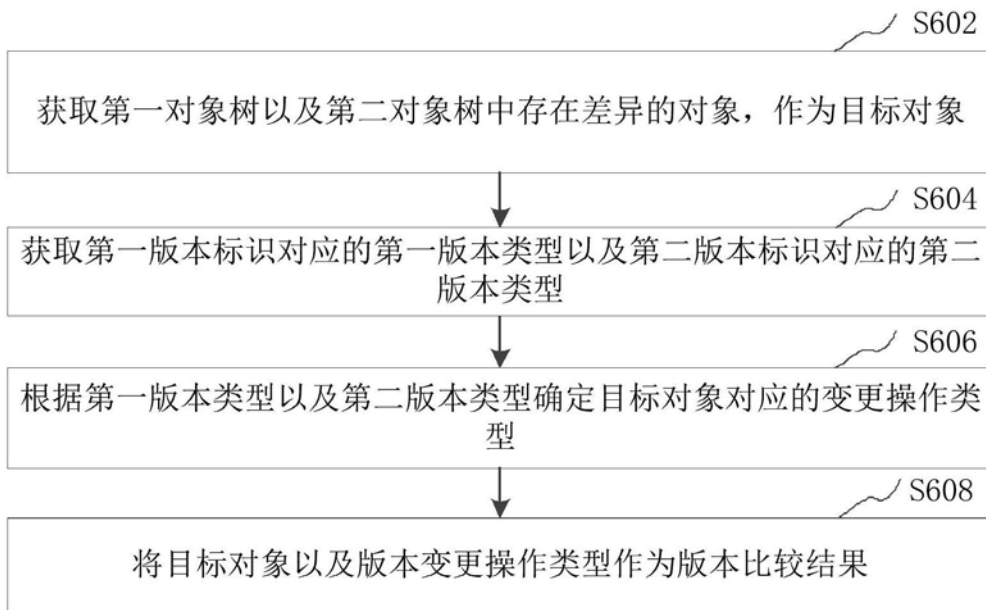 S602
获取第一对象树以及第二对象树中存在差异的对象，作为目标对象
S604
获取第一版本标识对应的第一版本类型以及第二版本标识对应的第二
版本类型
S606
根据第一版本类型以及第二版本类型确定目标对象对应的变更操作类
型
S608
将目标对象以及版本变更操作类型作为版本比较结果